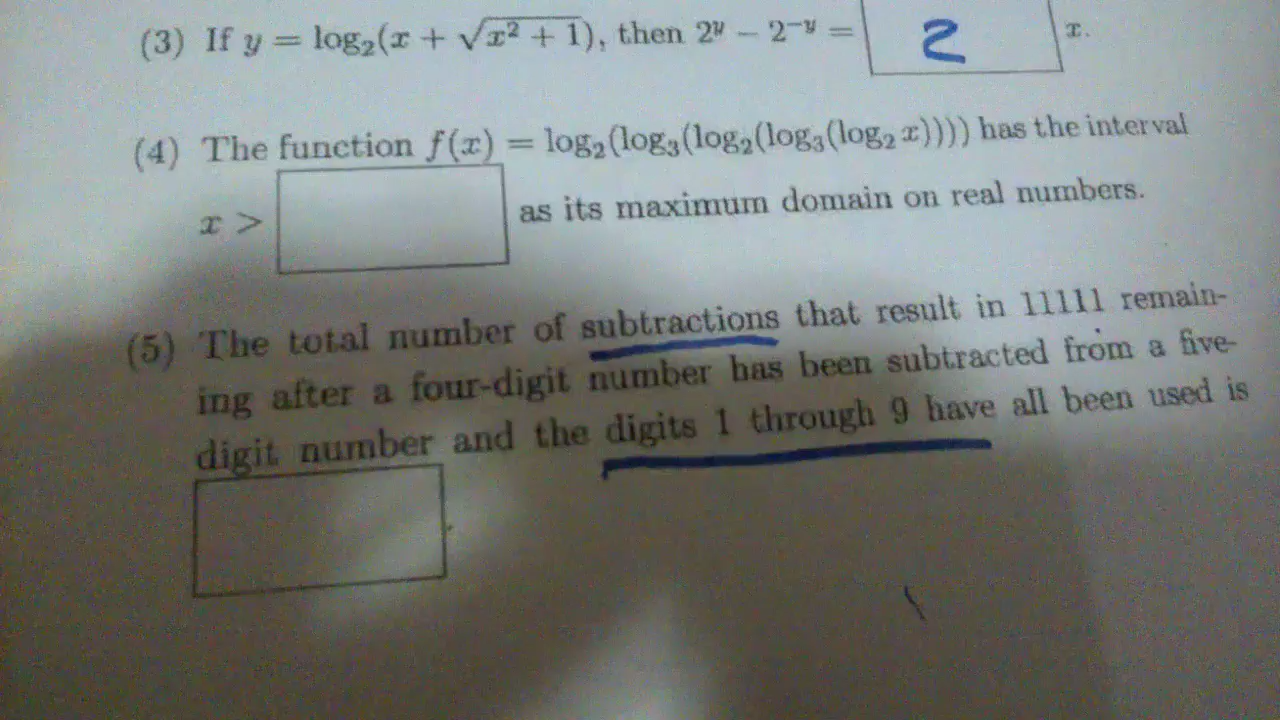 (3) If y = log₂(x + √(x² + 1)), then 2ʸ − 2⁻ʸ = 2 x.
(4) The function f(x) = log₂(log₃(log₂(log₃(log₂ x)))) has the interval
x > as its maximum domain on real numbers.
(5) The total number of subtractions that result in 11111 remain-
ing after a four-digit number has been subtracted from a five-
digit number and the digits 1 through 9 have all been used is
.